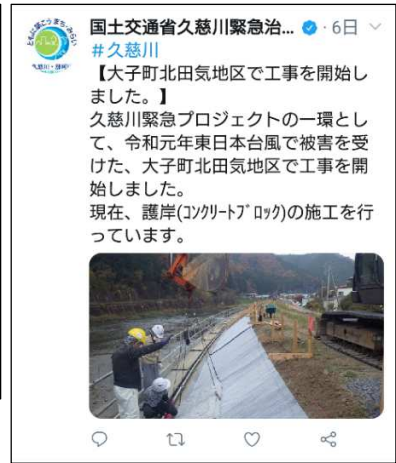 国土交通省久慈川緊急治... · 6日
#久慈川
【大子町北田気地区で工事を開始し
ました。】
久慈川緊急プロジェクトの一環とし
て、令和元年東日本台風で被害を受
けた、大子町北田気地区で工事を開
始しました。
現在、護岸(ｺﾝｸﾘｰﾄﾌﾞﾛｯｸ)の施工を行
っています。